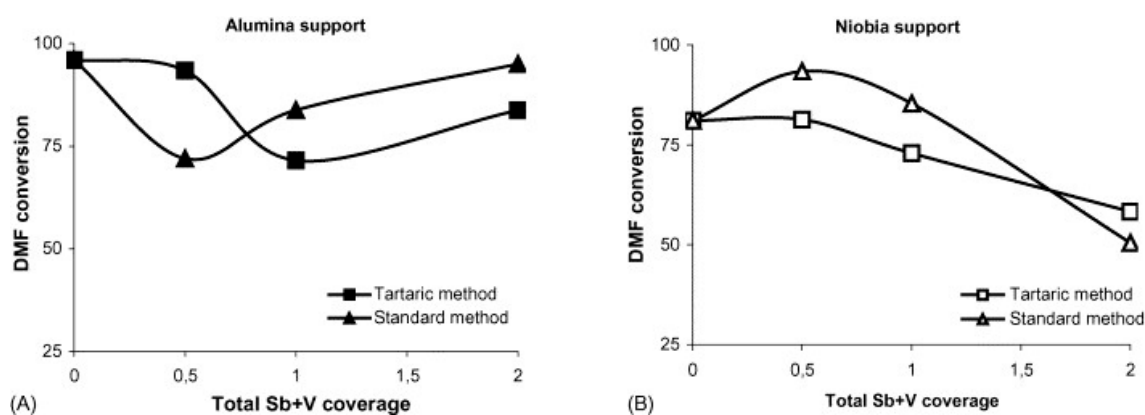 Alumina support
100
75
50
25
DMF conversion
Tartaric method
Standard method
0 0,5 1 1,5 2
Total Sb+V coverage
(A)
Niobia support
100
75
50
25
DMF conversion
Tartaric method
Standard method
0 0,5 1 1,5 2
Total Sb+V coverage
(B)